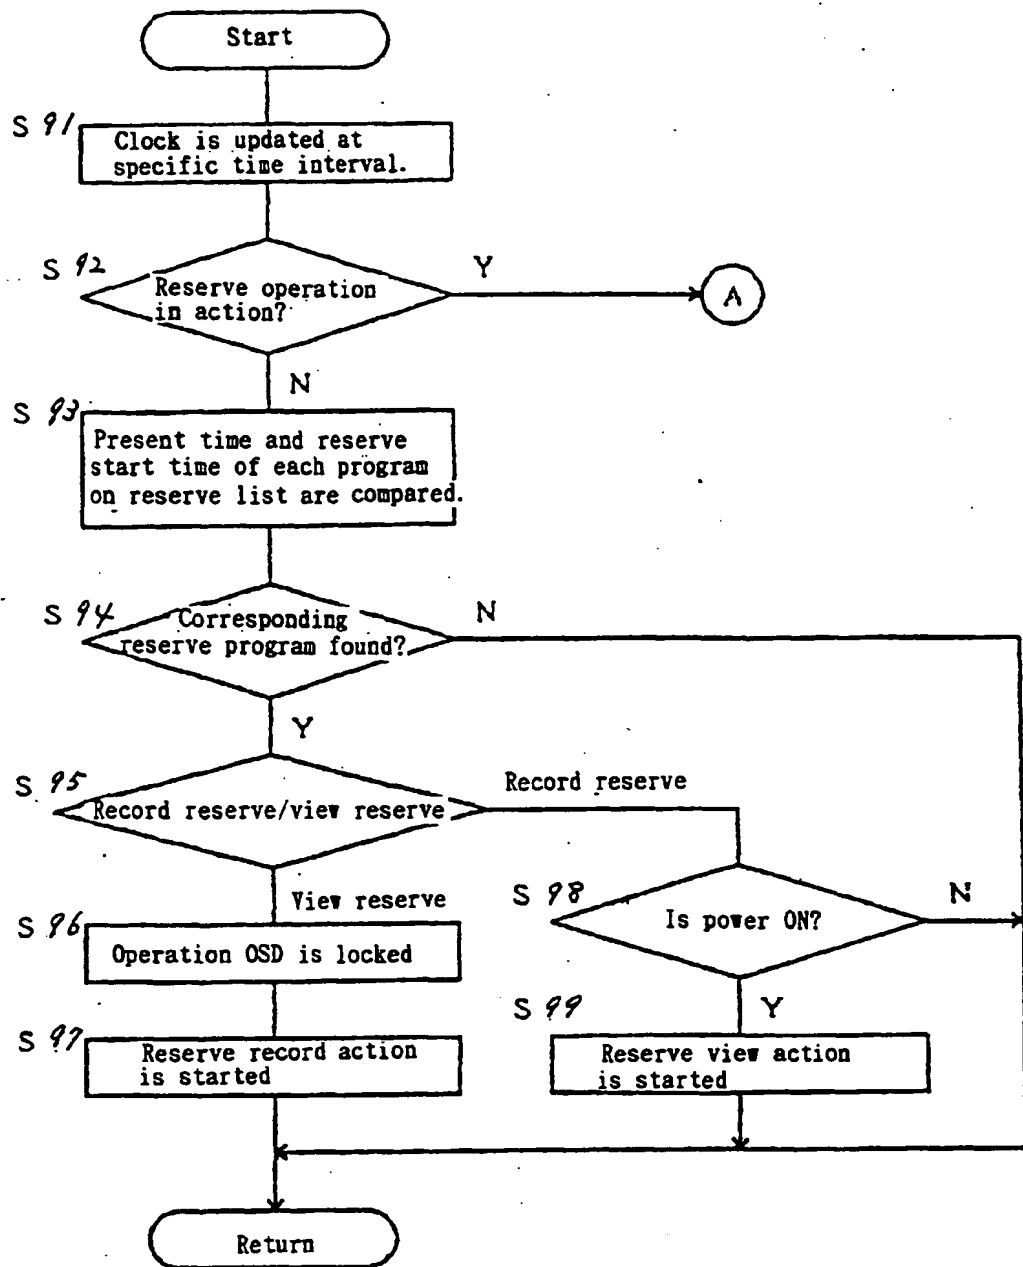 Start
S 91
Clock is updated at
specific time interval.
S 92
Reserve operation
in action?
Y
A
N
S 93
Present time and reserve
start time of each program
on reserve list are compared.
S 94
Corresponding
reserve program found?
N
Y
S 95
Record reserve/view reserve
Record reserve
View reserve
S 96
Operation OSD is locked
S 98
Is power ON?
N
S 97
Reserve record action
is started
S 99
Y
Reserve view action
is started
Return